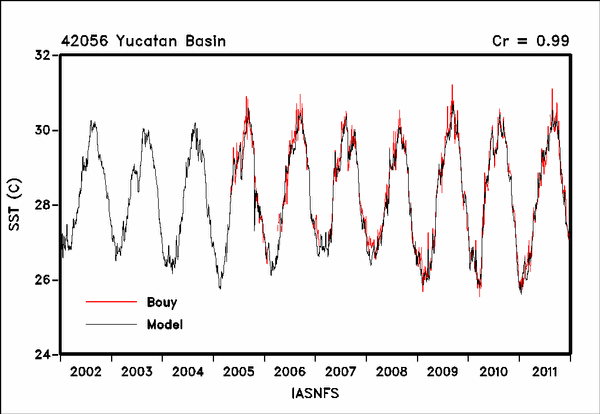 42056 Yucatan Basin Cr = 0.99
32
30
28
26
24
SST (C)
Bouy
Model
2002 2003 2004 2005 2006 2007 2008 2009 2010 2011
IASNFS